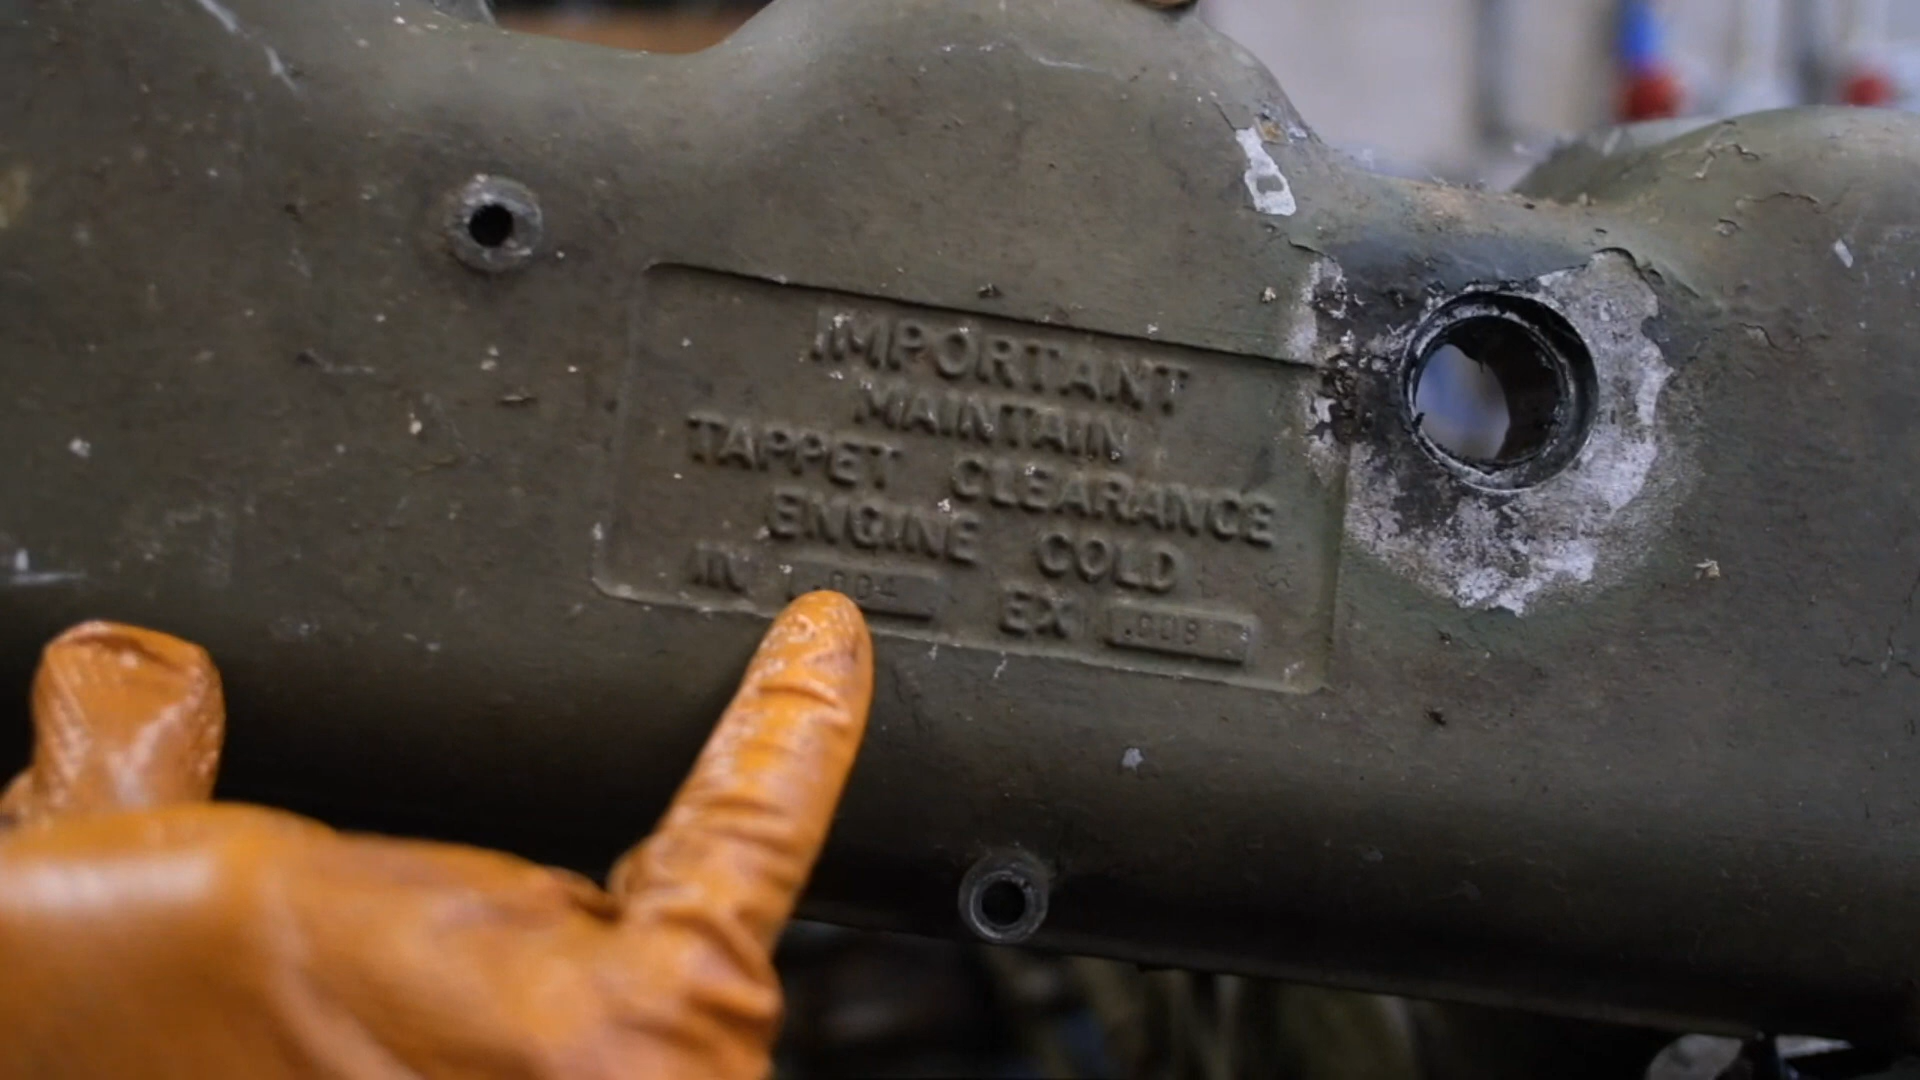 IMPORTANT
MAINTAIN
TAPPET CLEARANCE
ENGINE COLD
IN .004 EX .008